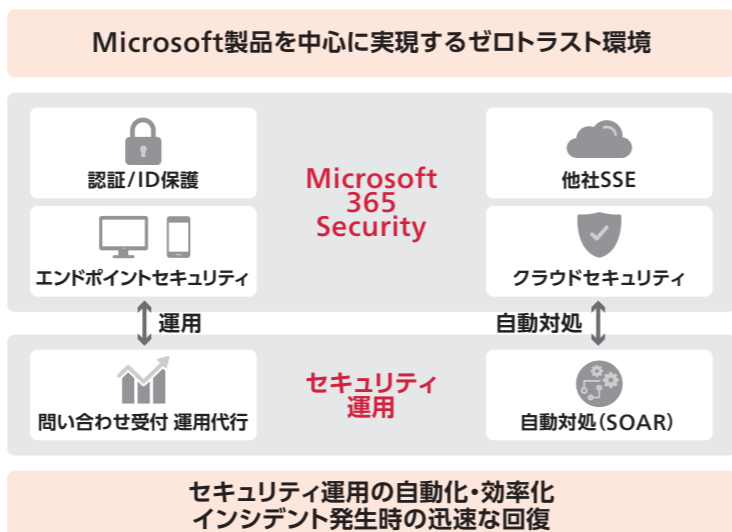 Microsoft製品を中心に実現するゼロトラスト環境
認証/ID保護
Microsoft
365
Security
他社SSE
エンドポイントセキュリティ
クラウドセキュリティ
運用
自動対処
問い合わせ受付 運用代行
セキュリティ
運用
自動対処(SOAR)
セキュリティ運用の自動化・効率化
インシデント発生時の迅速な回復